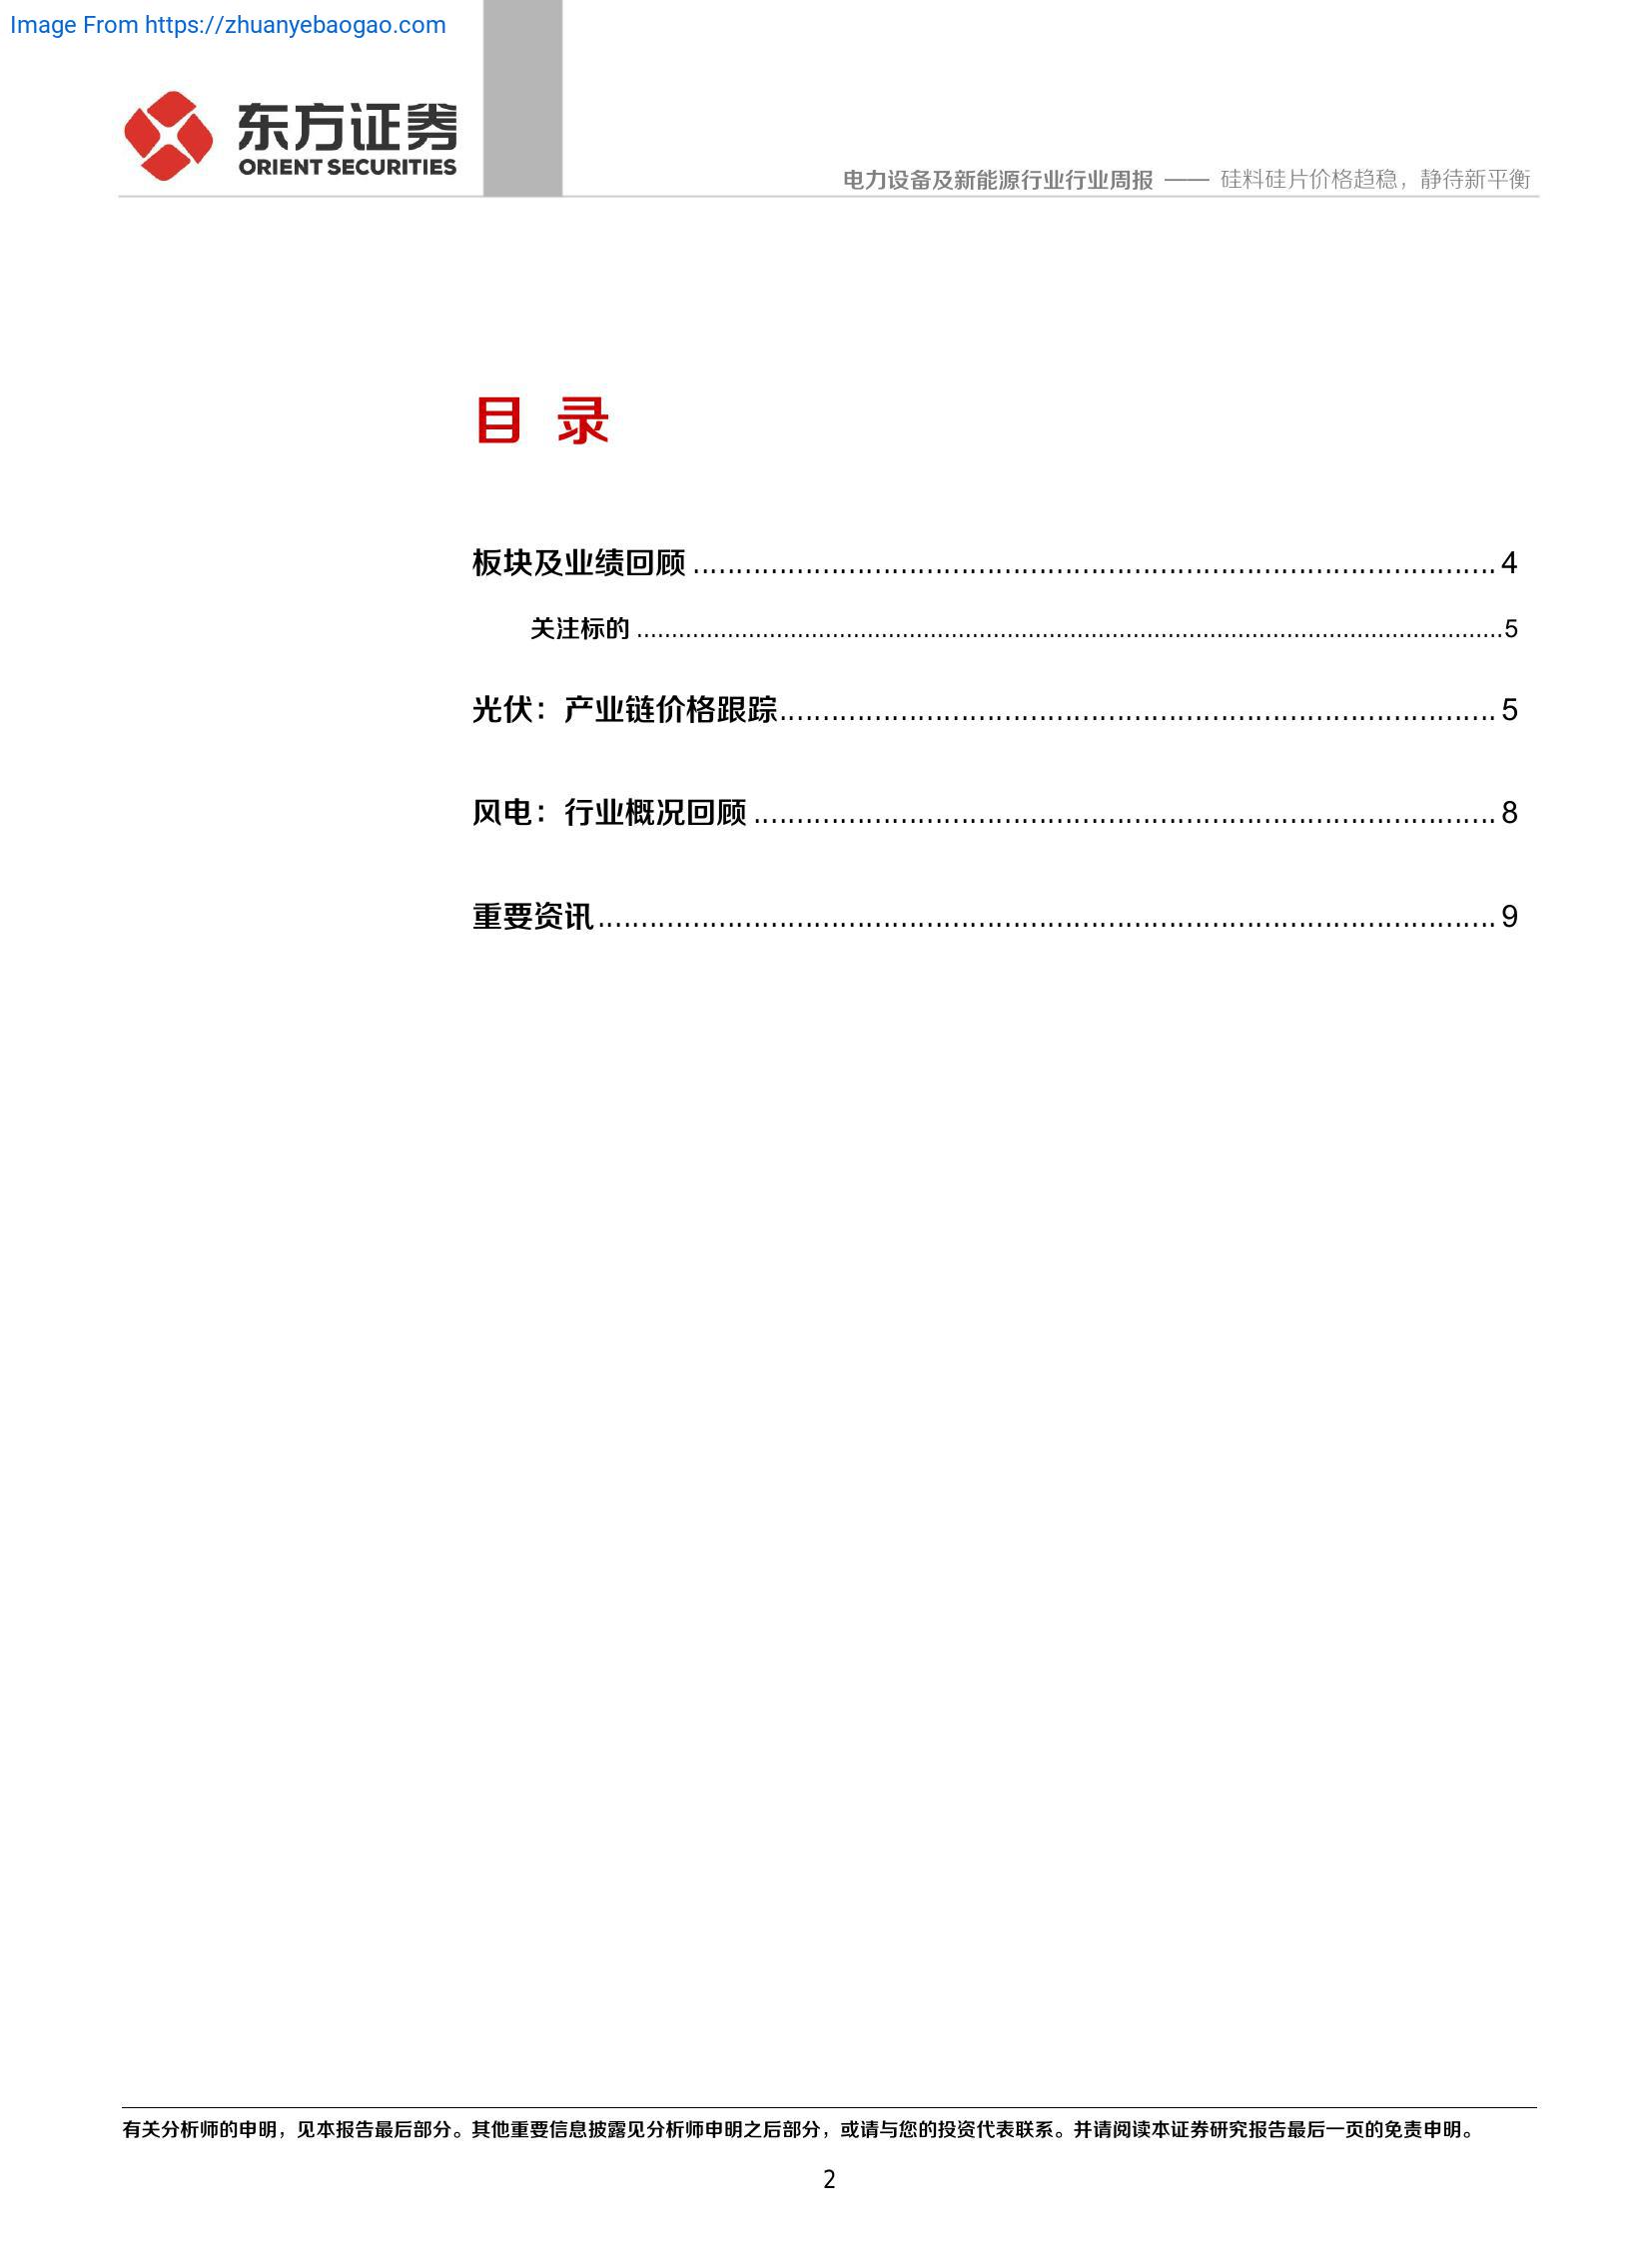 Image From https://zhuanyebaogao.com
东方证券
ORIENT SECURITIES
电力设备及新能源行业行业周报 —— 硅料硅片价格趋稳，静待新平衡
目 录
板块及业绩回顾 ........................................................................................... 4
关注标的 ...........................................................................................................................5
光伏：产业链价格跟踪................................................................................. 5
风电：行业概况回顾 .................................................................................... 8
重要资讯...................................................................................................... 9
有关分析师的申明，见本报告最后部分。其他重要信息披露见分析师申明之后部分，或请与您的投资代表联系。并请阅读本证券研究报告最后一页的免责申明。
2